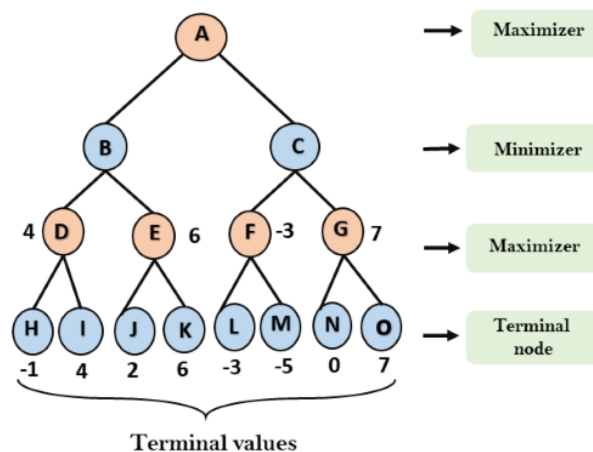 A
Maximizer
B
C
Minimizer
4 D
E 6
F -3
G 7
Maximizer
H I J K L M N O
Terminal
node
-1 4 2 6 -3 -5 0 7
Terminal values